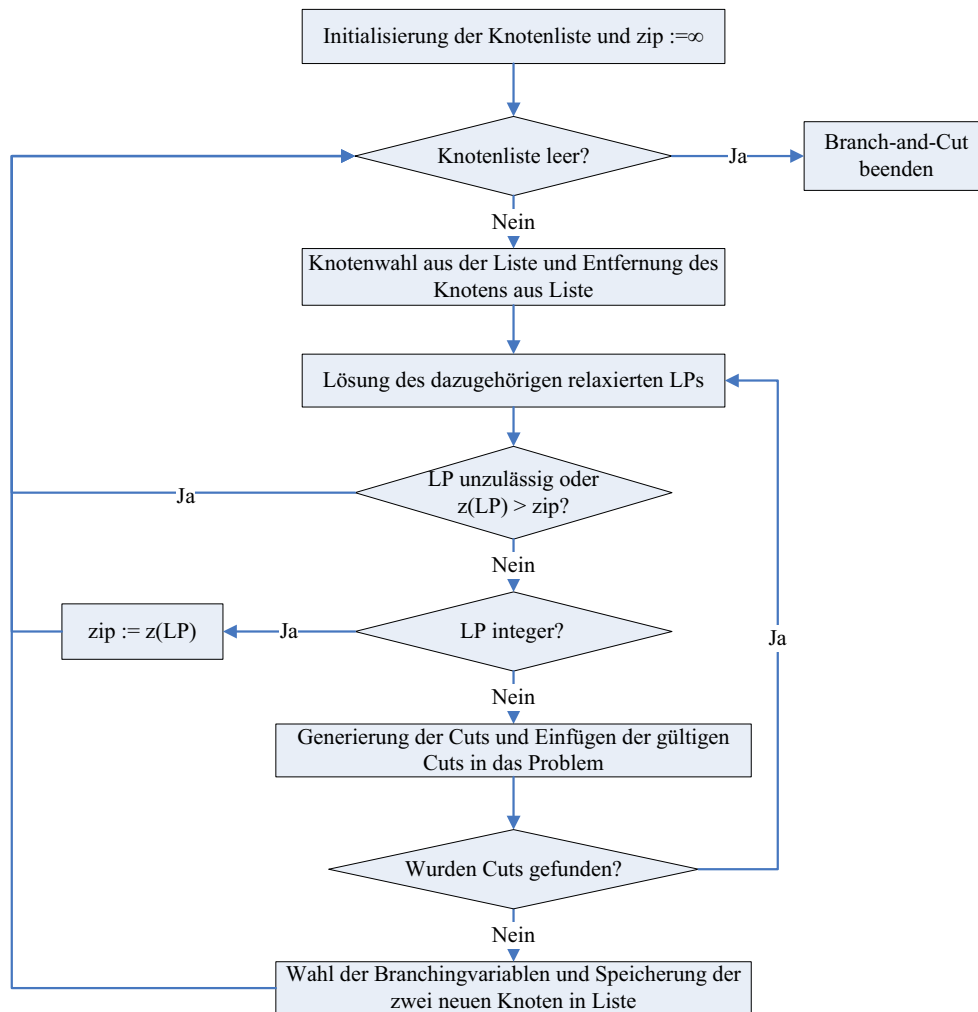 Initialisierung der Knotenliste und zip :=∞
Knotenliste leer?
Ja
Branch-and-Cut
beenden
Nein
Knotenwahl aus der Liste und Entfernung des
Knotens aus Liste
Lösung des dazugehörigen relaxierten LPs
LP unzulässig oder
z(LP) > zip?
Ja
Nein
zip := z(LP)
Ja
LP integer?
Ja
Nein
Generierung der Cuts und Einfügen der gültigen
Cuts in das Problem
Wurden Cuts gefunden?
Nein
Wahl der Branchingvariablen und Speicherung der
zwei neuen Knoten in Liste